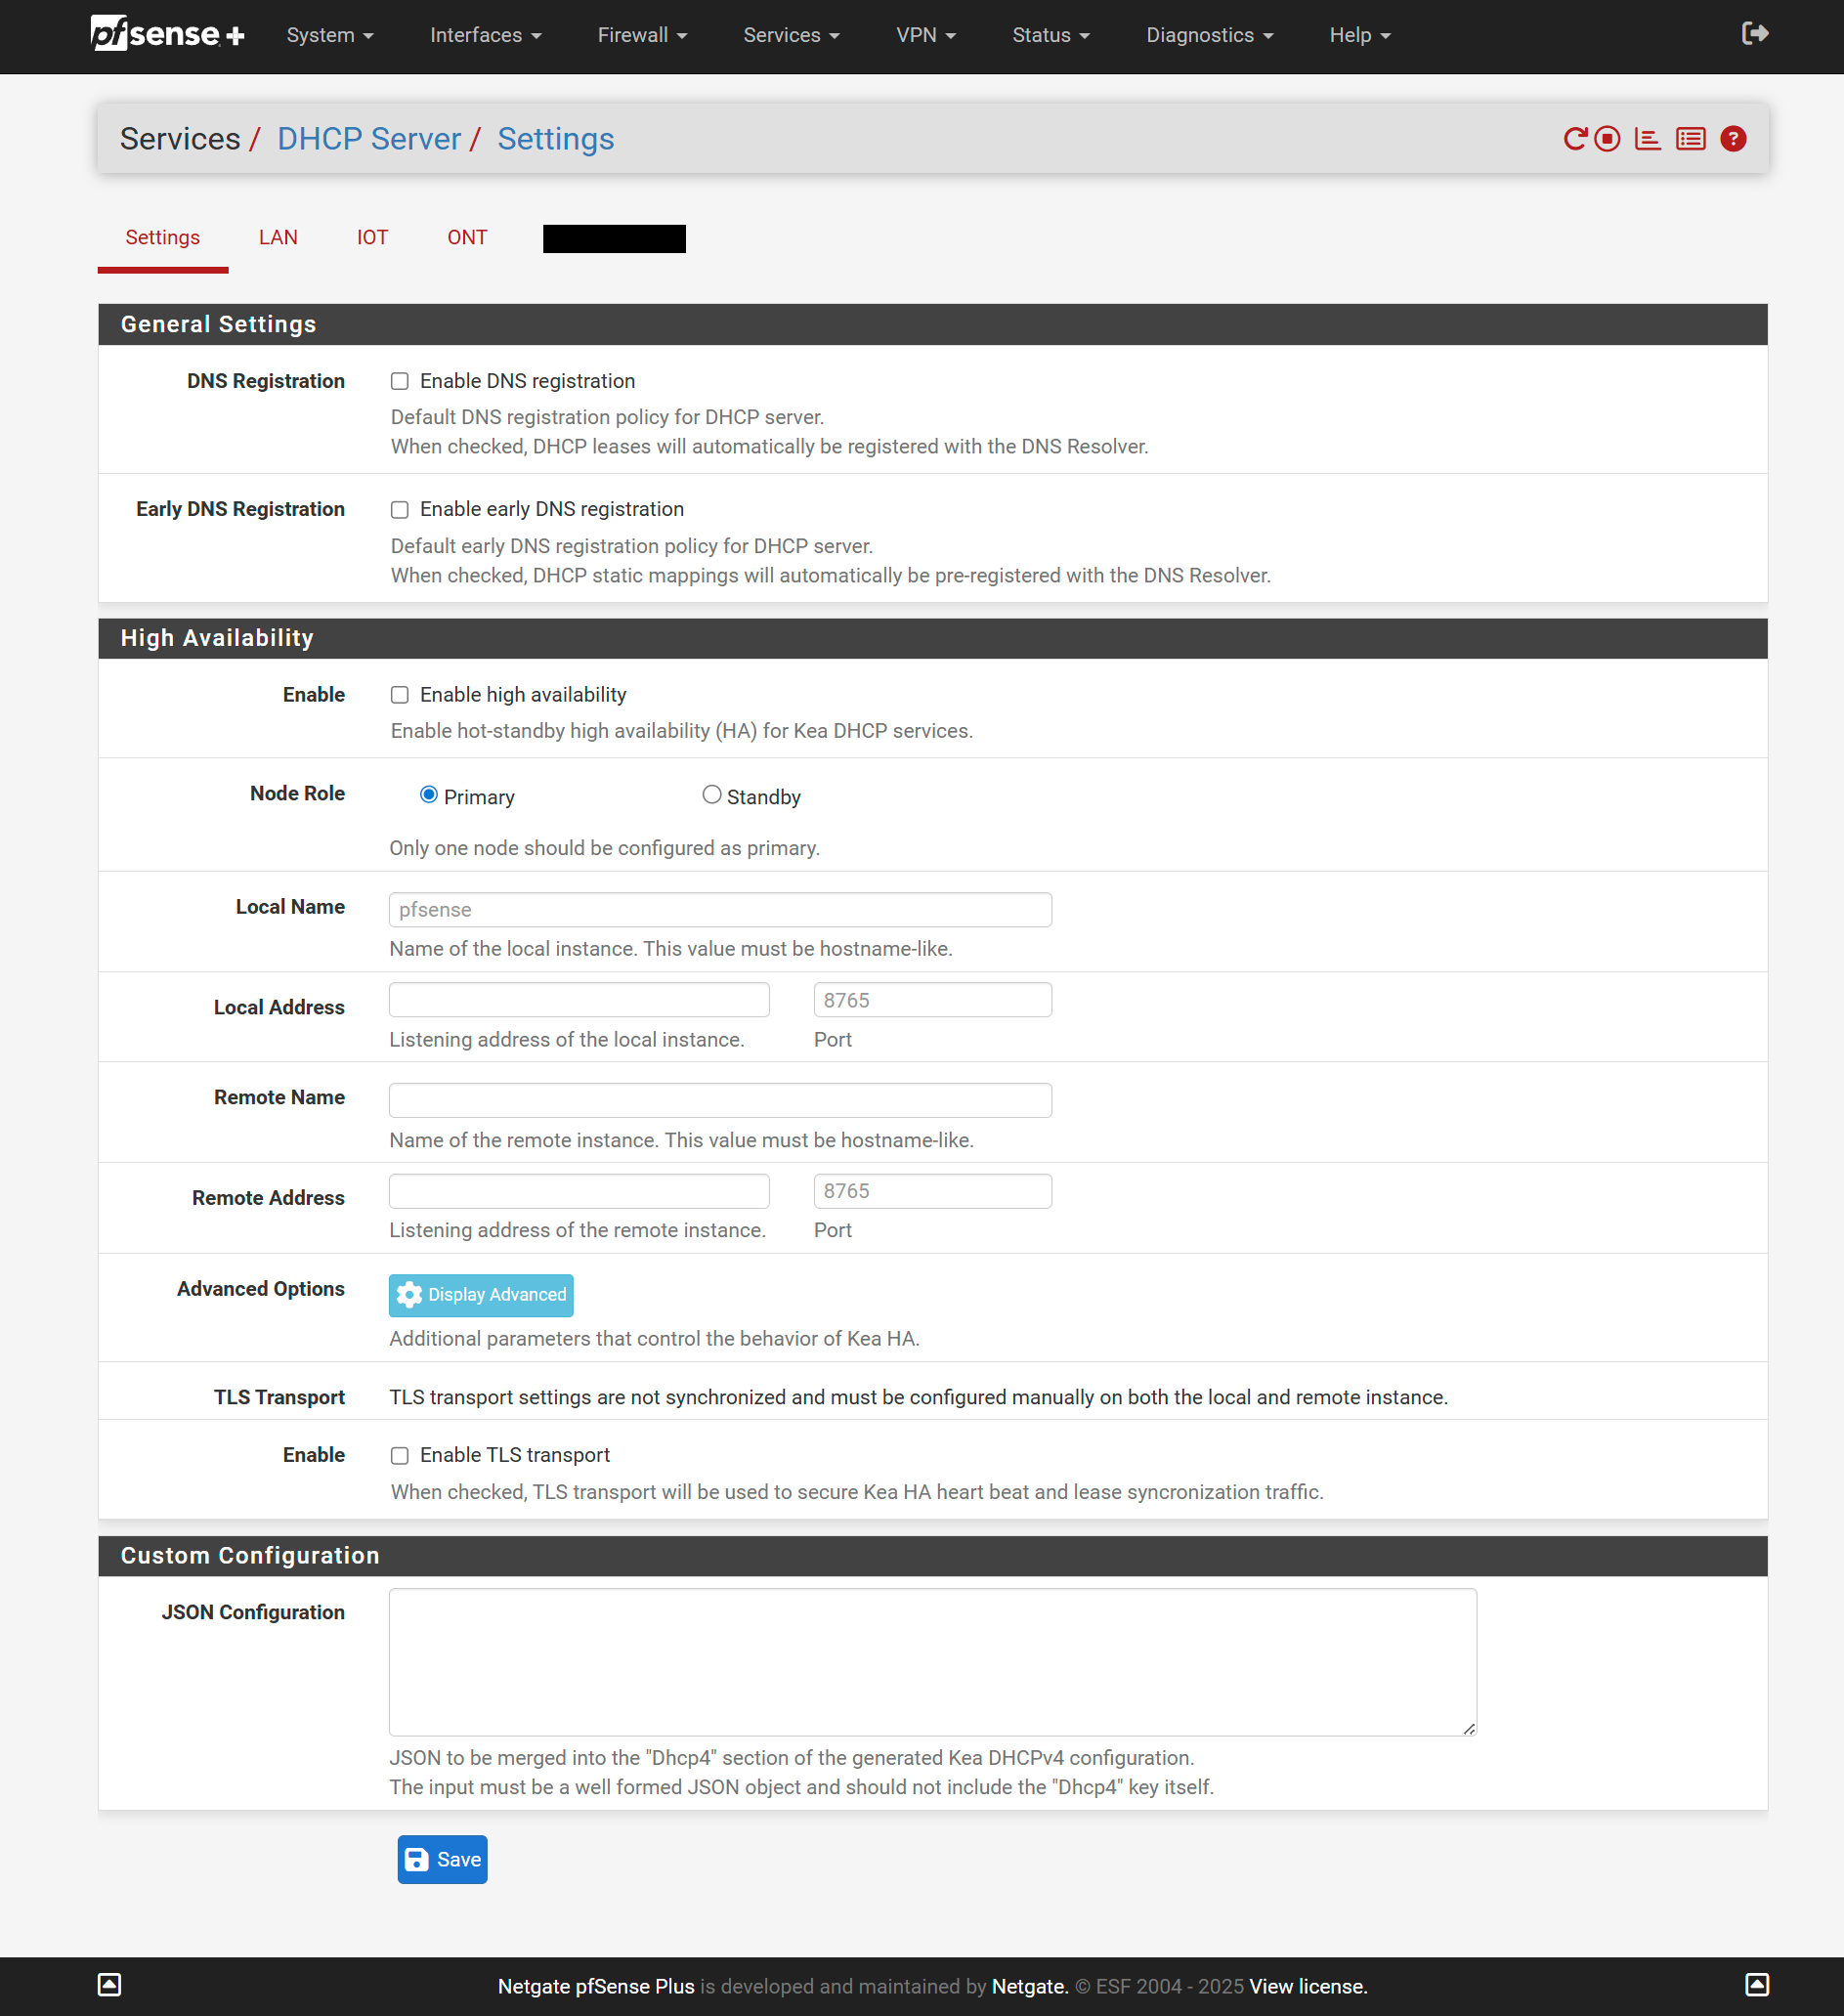 pfsense +
System Interfaces Firewall Services VPN Status Diagnostics Help
Services / DHCP Server / Settings
Settings LAN IOT ONT
General Settings
DNS Registration
Enable DNS registration
Default DNS registration policy for DHCP server.
When checked, DHCP leases will automatically be registered with the DNS Resolver.
Early DNS Registration
Enable early DNS registration
Default early DNS registration policy for DHCP server.
When checked, DHCP static mappings will automatically be pre-registered with the DNS Resolver.
High Availability
Enable
Enable high availability
Enable hot-standby high availability (HA) for Kea DHCP services.
Node Role
Primary Standby
Only one node should be configured as primary.
Local Name
pfsense
Name of the local instance. This value must be hostname-like.
Local Address
8765
Listening address of the local instance. Port
Remote Name
Name of the remote instance. This value must be hostname-like.
Remote Address
8765
Listening address of the remote instance. Port
Advanced Options
Display Advanced
Additional parameters that control the behavior of Kea HA.
TLS Transport
TLS transport settings are not synchronized and must be configured manually on both the local and remote instance.
Enable
Enable TLS transport
When checked, TLS transport will be used to secure Kea HA heart beat and lease syncronization traffic.
Custom Configuration
JSON Configuration
JSON to be merged into the "Dhcp4" section of the generated Kea DHCPv4 configuration.
The input must be a well formed JSON object and should not include the "Dhcp4" key itself.
Save
Netgate pfSense Plus is developed and maintained by Netgate. © ESF 2004 - 2025 View license.